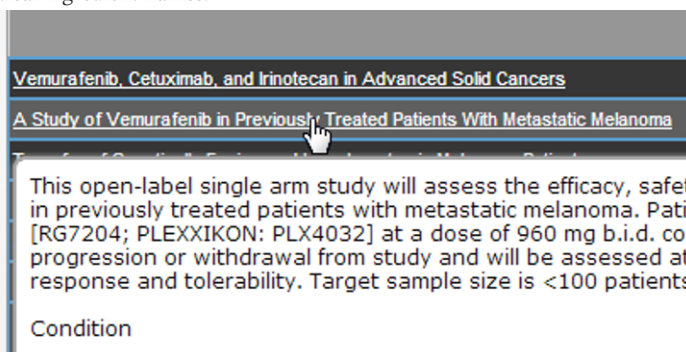 Vemurafenib, Cetuximab, and Irinotecan in Advanced Solid Cancers
A Study of Vemurafenib in Previously Treated Patients With Metastatic Melanoma
This open-label single arm study will assess the efficacy,
in previously treated patients with metastatic melanoma.
[RG7204; PLEXXIKON: PLX4032] at a dose of 960 mg b.i.d.
progression or withdrawal from study and will be assessed at
response and tolerability. Target sample size is <100 patients
Condition